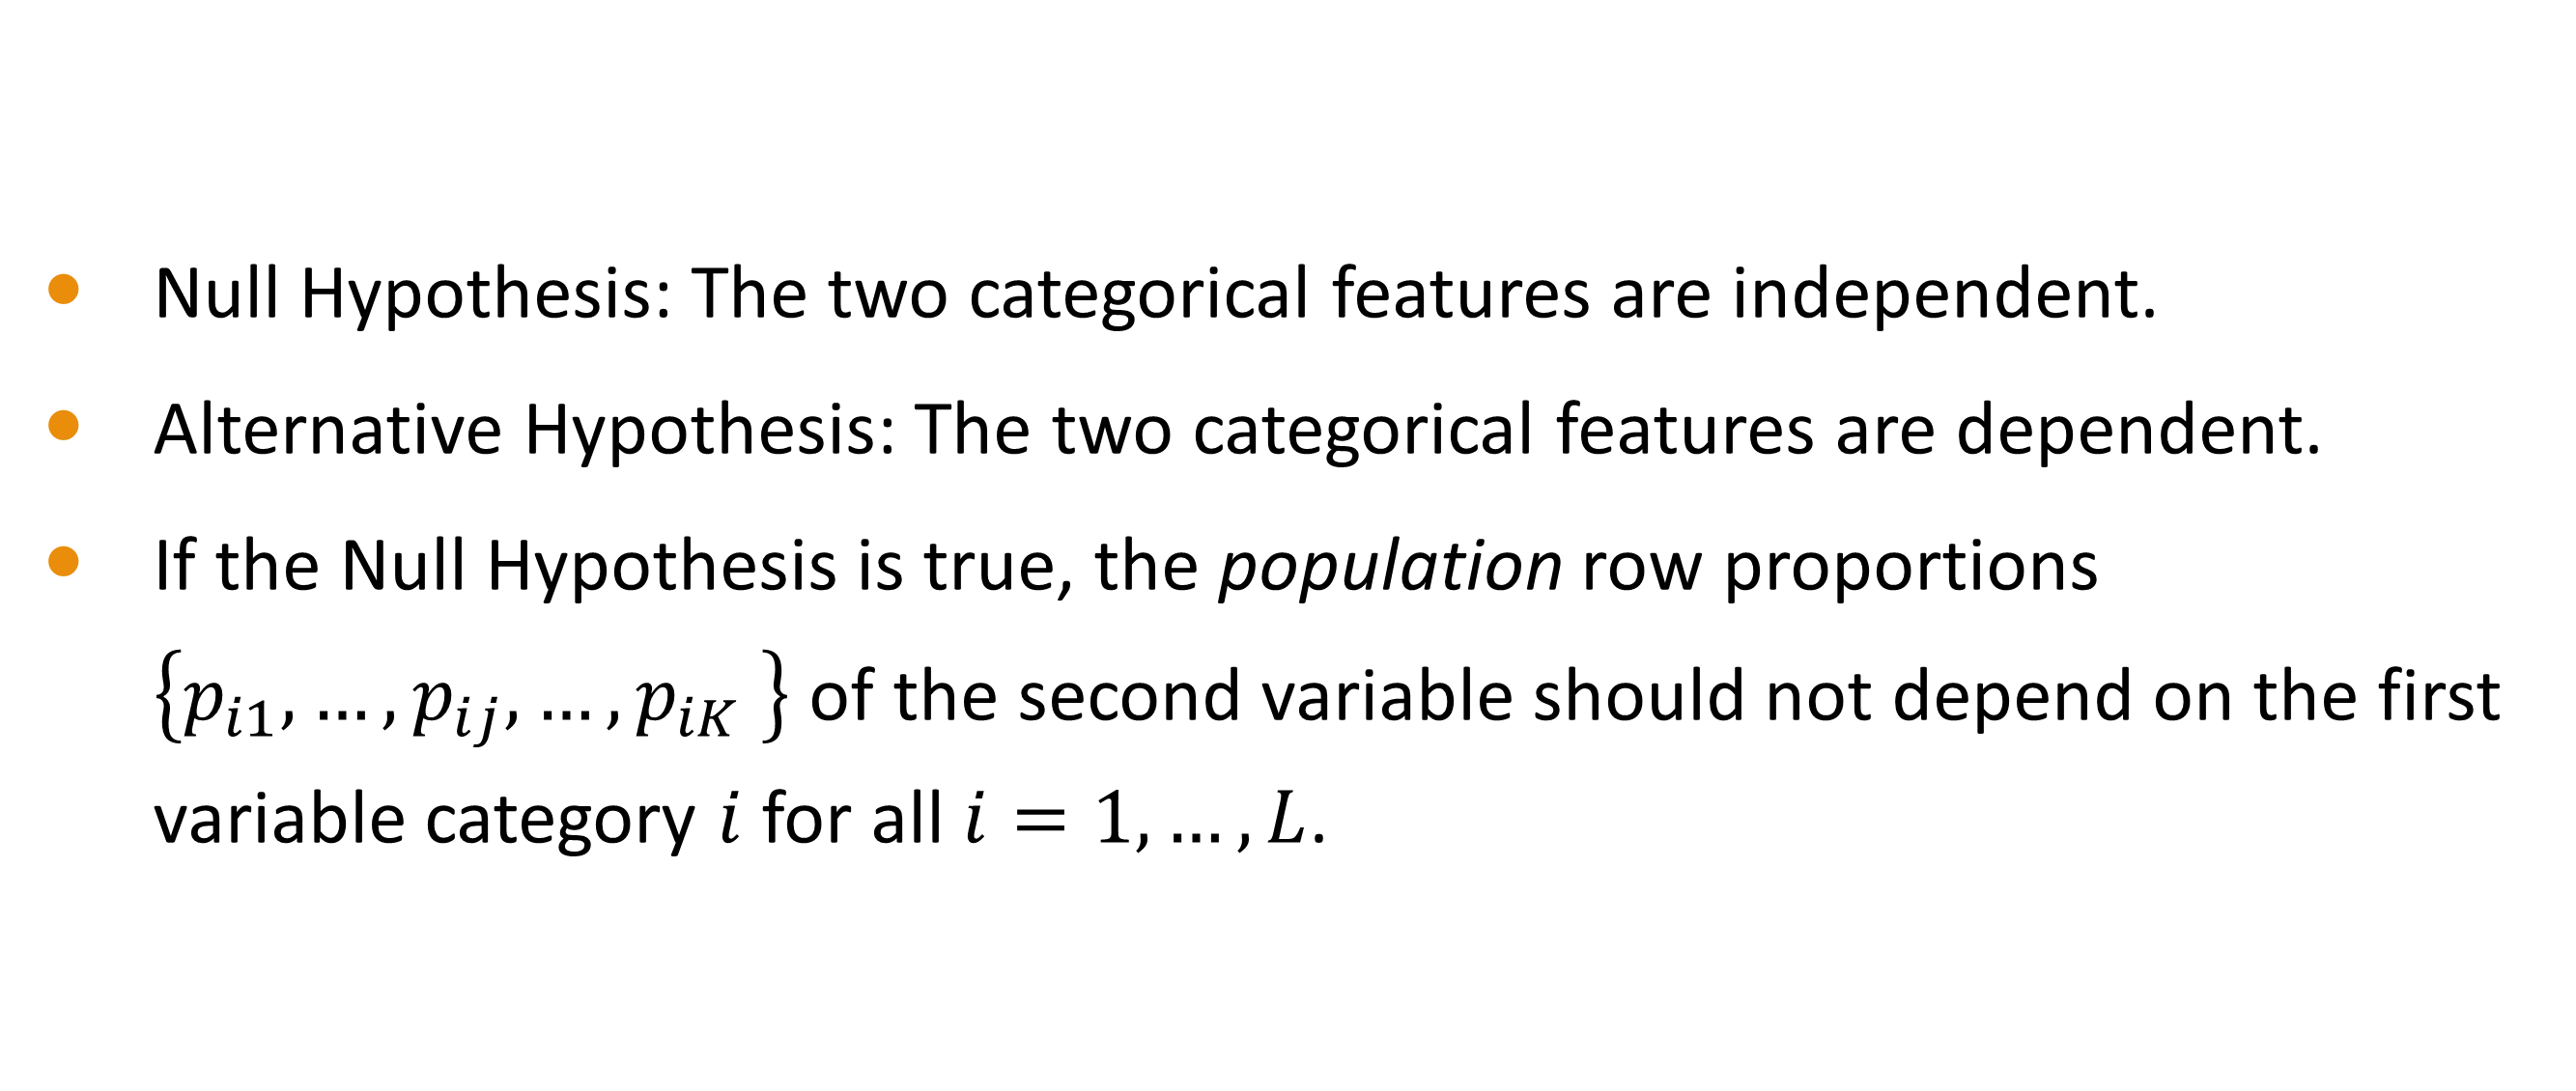 • Null Hypothesis: The two categorical features are independent.
• Alternative Hypothesis: The two categorical features are dependent.
• If the Null Hypothesis is true, the population row proportions
{p_{i1}, … , p_{ij}, … , p_{iK} } of the second variable should not depend on the first
variable category i for all i = 1, … , L.